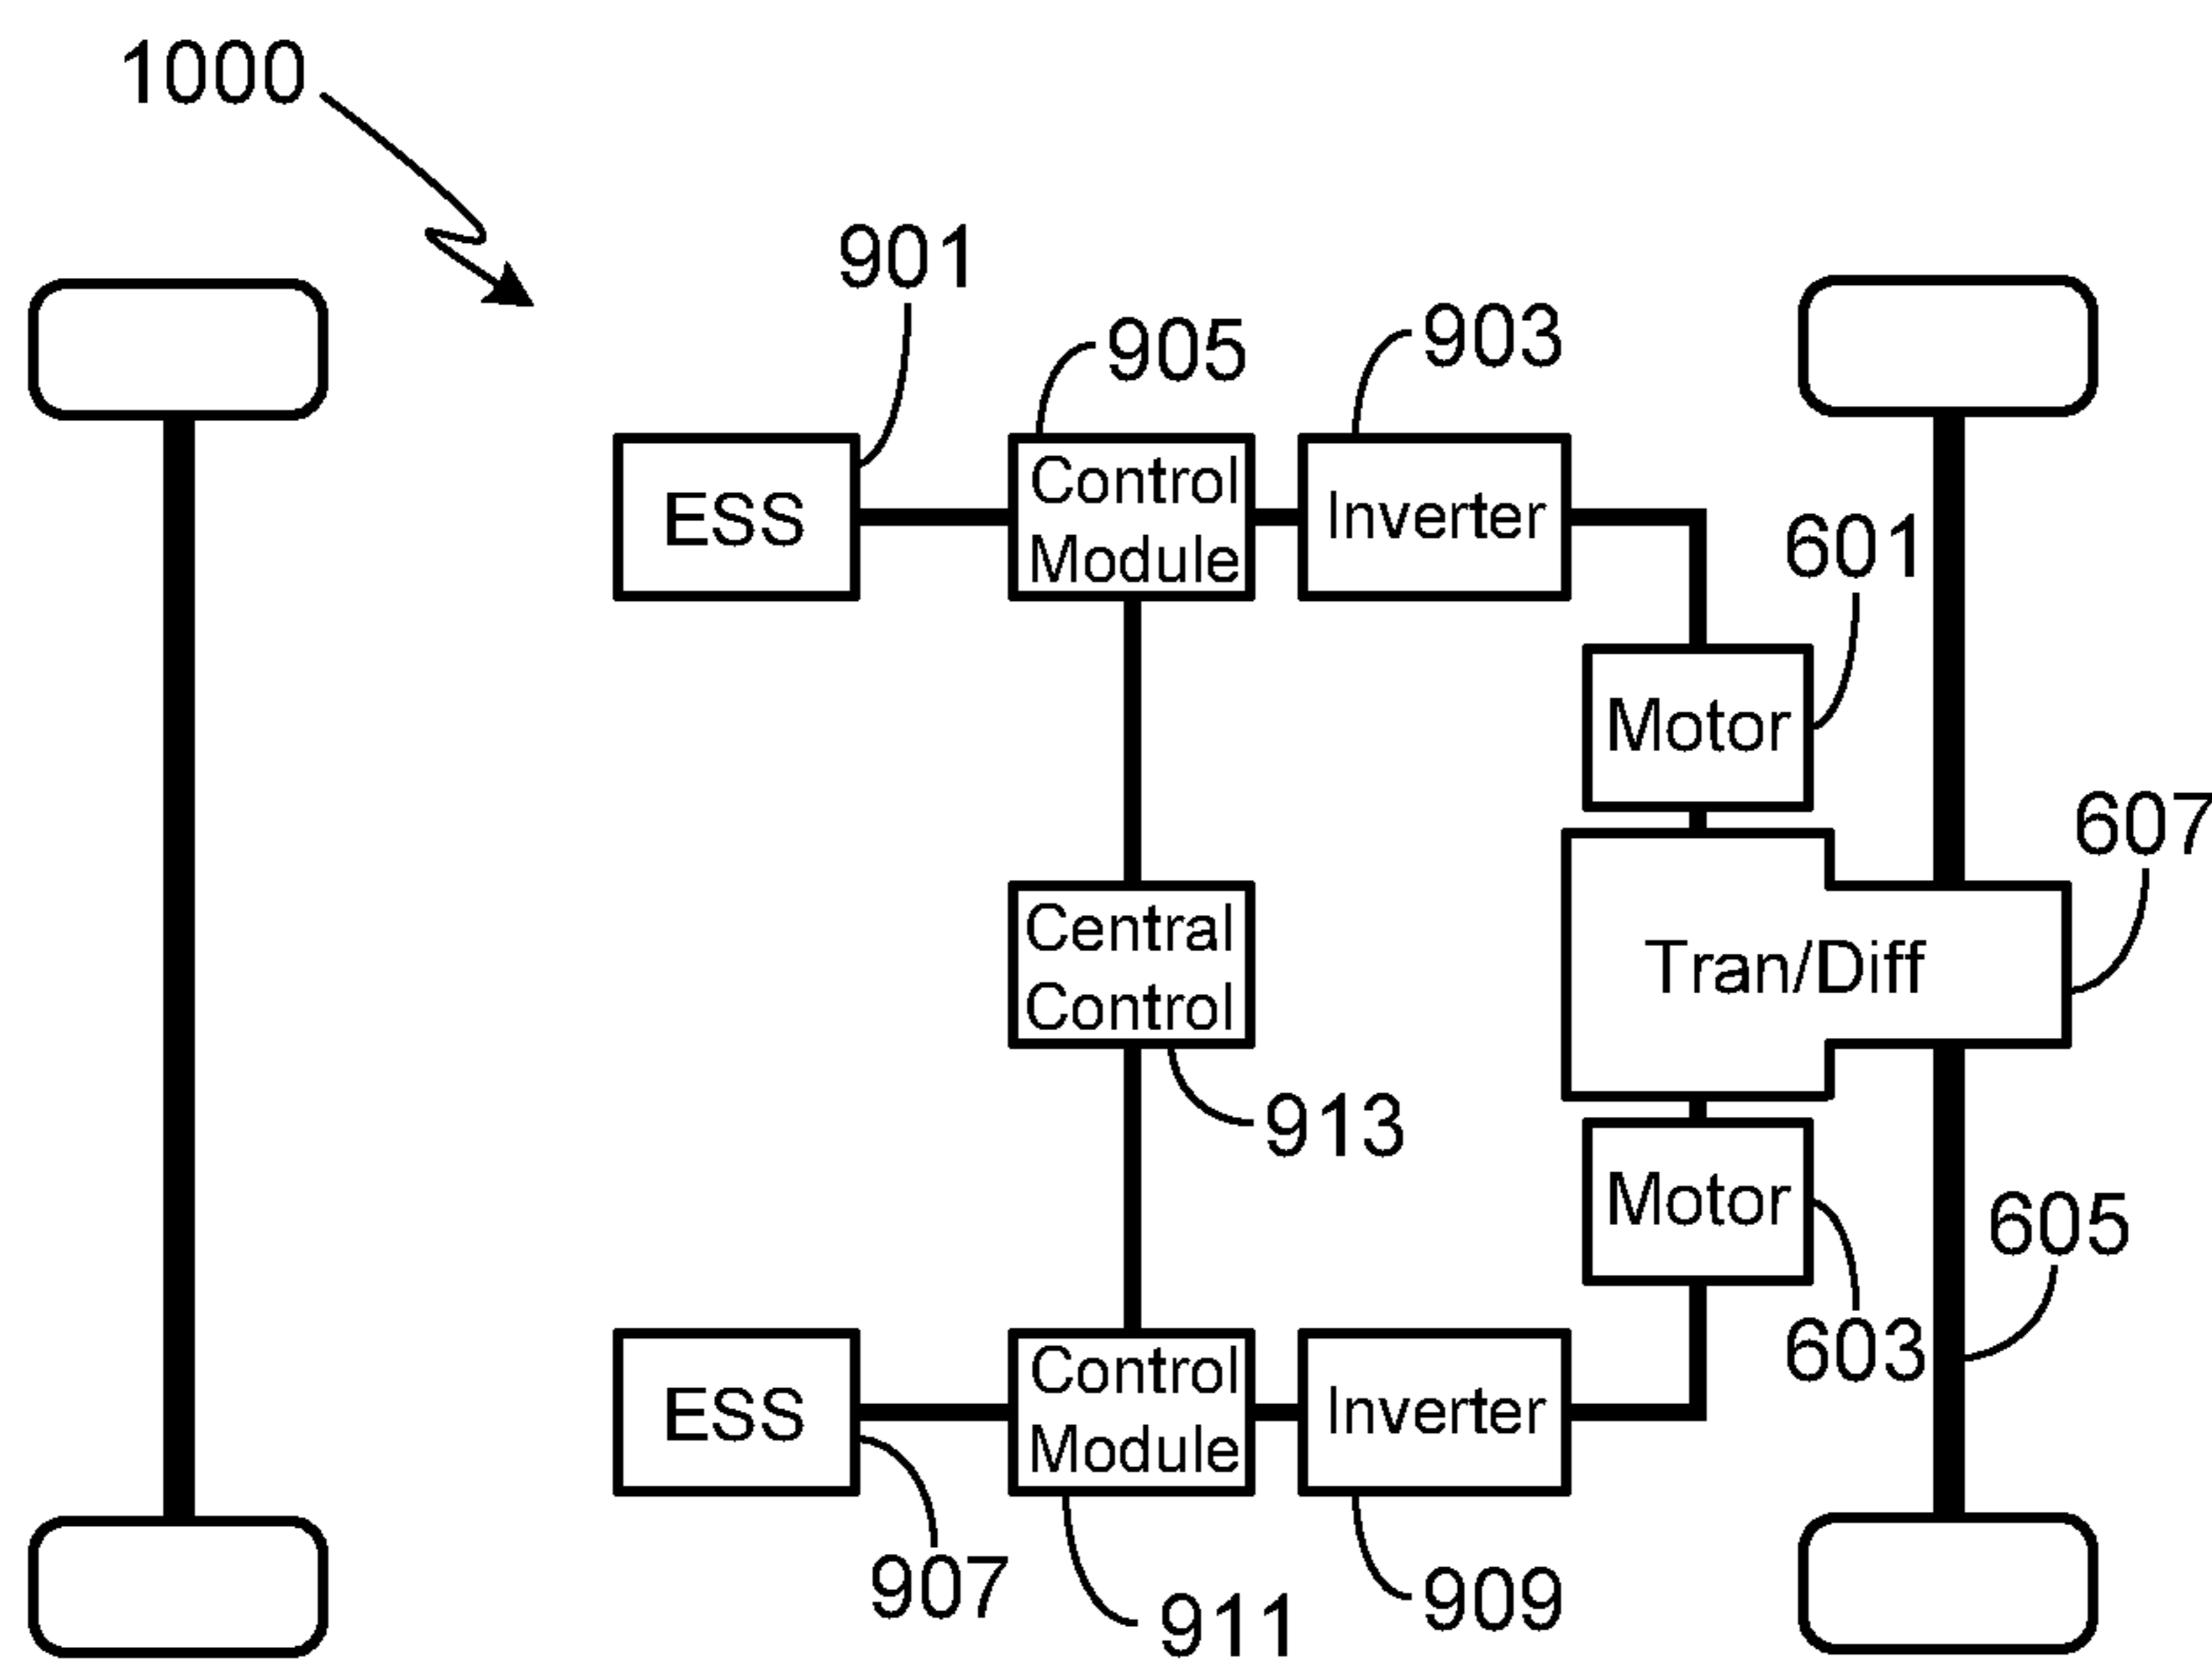 1000
901
905
903
ESS
Control
Module
Inverter
601
Motor
607
Central
Control
Tran/Diff
913
Motor
605
603
ESS
Control
Module
Inverter
907
911
909